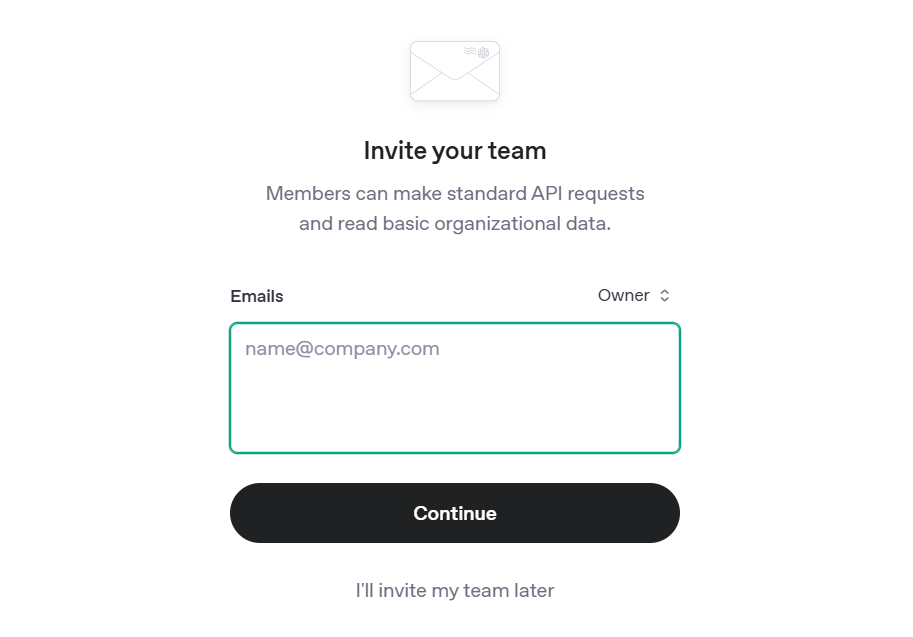 Invite your team
Members can make standard API requests
and read basic organizational data.
Emails
Owner
name@company.com
Continue
I'll invite my team later